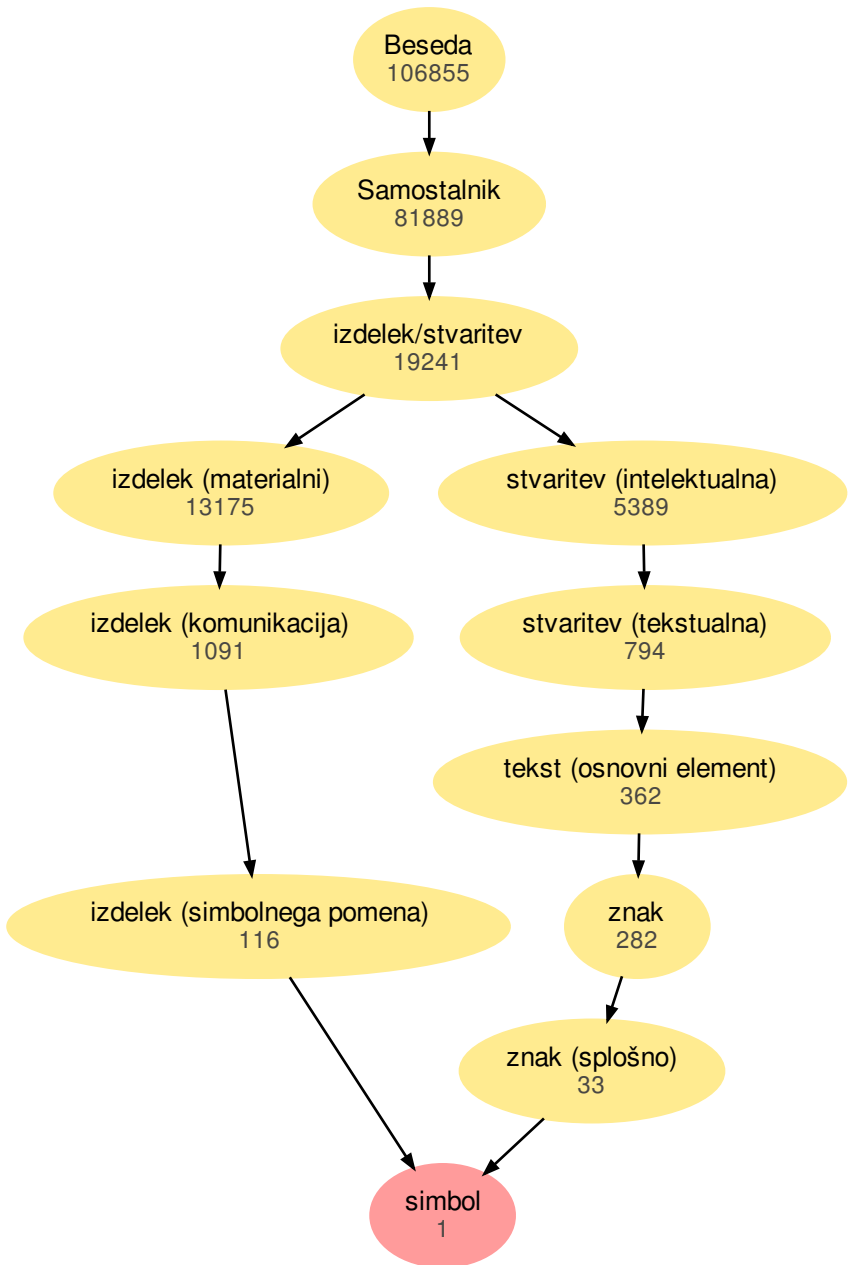 Beseda
106855
Samostalnik
81889
izdelek/stvaritev
19241
izdelek (materialni)
13175
stvaritev (intelektualna)
5389
izdelek (komunikacija)
1091
stvaritev (tekstualna)
794
tekst (osnovni element)
362
izdelek (simbolnega pomena)
116
znak
282
znak (splošno)
33
simbol
1